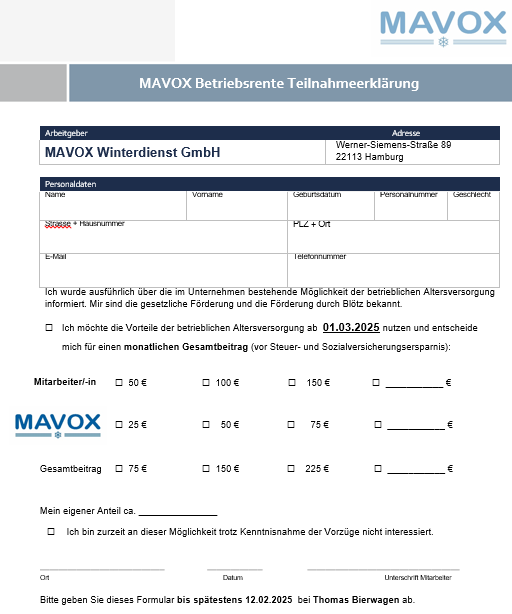 MAVOX
MAVOX Betriebsrente Teilnahmeerklärung
Arbeitgeber Adresse
MAVOX Winterdienst GmbH
Werner-Siemens-Straße 89
22113 Hamburg
Personaldaten
Name Vorname Geburtsdatum Personalnummer Geschlecht
Strasse + Hausnummer PLZ + Ort
E-Mail Telefonnummer
Ich wurde ausführlich über die im Unternehmen bestehende Möglichkeit der betrieblichen Altersversorgung
informiert. Mir sind die gesetzliche Förderung und die Förderung durch Blötz bekannt.
☐ Ich möchte die Vorteile der betrieblichen Altersversorgung ab 01.03.2025 nutzen und entscheide
mich für einen monatlichen Gesamtbeitrag (vor Steuer- und Sozialversicherungsersparnis):
Mitarbeiter/-in ☐ 50 € ☐ 100 € ☐ 150 € ☐ ___________ €
MAVOX ☐ 25 € ☐ 50 € ☐ 75 € ☐ ___________ €
Gesamtbeitrag ☐ 75 € ☐ 150 € ☐ 225 € ☐ ___________ €
Mein eigener Anteil ca. _______________
☐ Ich bin zurzeit an dieser Möglichkeit trotz Kenntnisnahme der Vorzüge nicht interessiert.
Ort Datum Unterschrift Mitarbeiter
Bitte geben Sie dieses Formular bis spätestens 12.02.2025 bei Thomas Bierwagen ab.